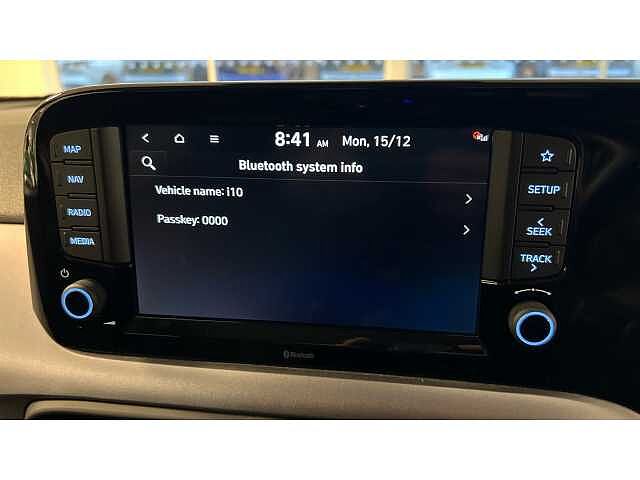 8:41 AM Mon, 15/12
Bluetooth system info
Vehicle name: i10
Passkey: 0000
MAP
NAV
RADIO
MEDIA
SETUP
SEEK
TRACK
Bluetooth